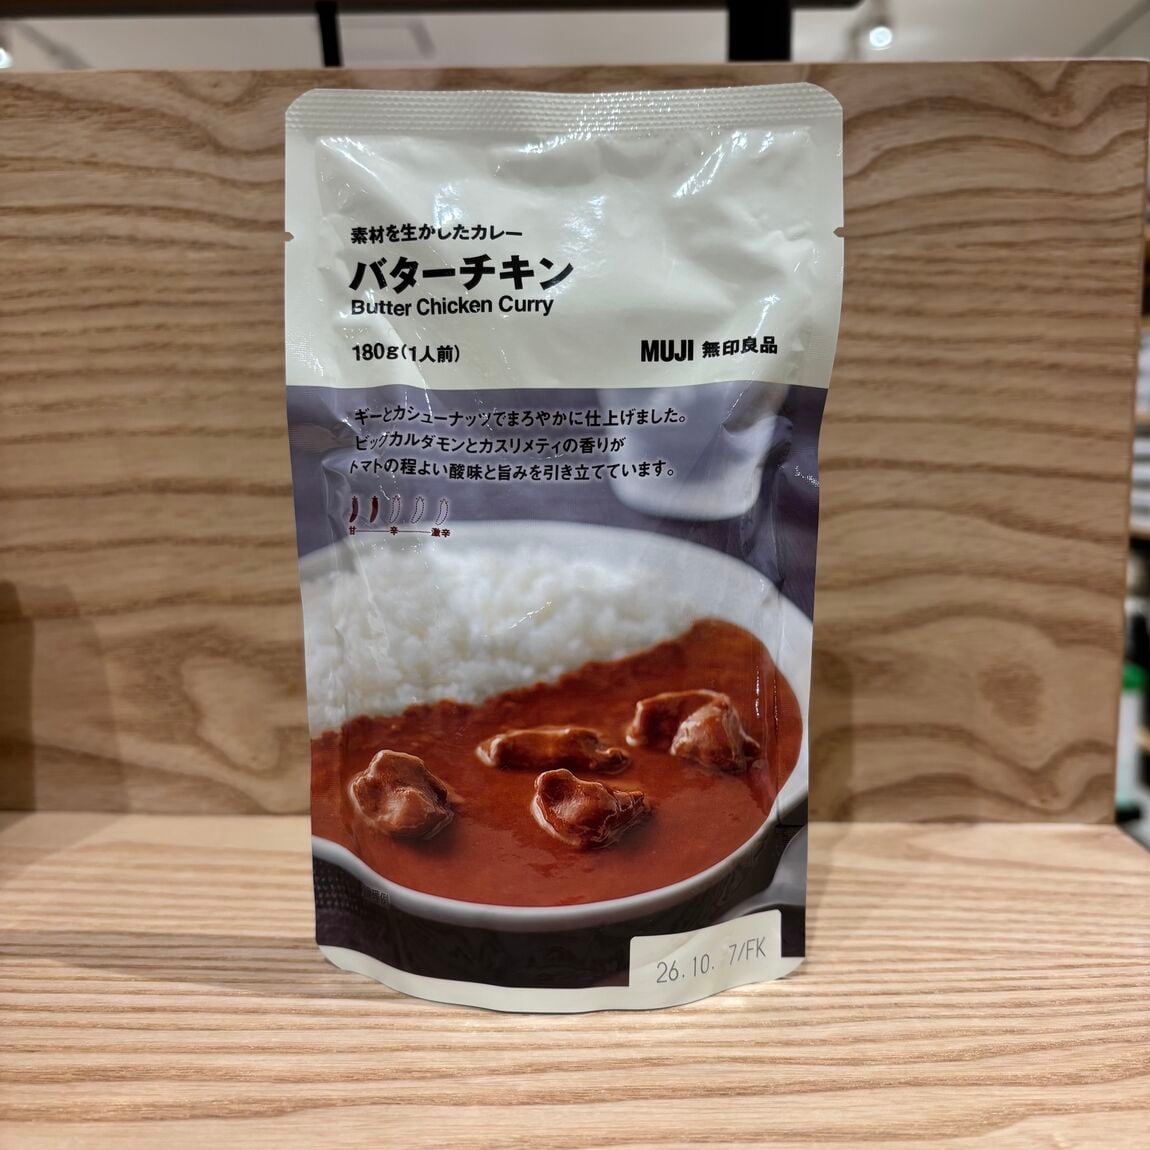 素材を生かしたカレー
バターチキン
Butter Chicken Curry
180g(1人前)
MUJI 無印良品
ギーとカシューナッツでまろやかに仕上げました。
ビッグカルダモンとカスリメティの香りが
トマトの程よい酸味と旨みを引き立てています。
甘 辛 激辛
26.10. 7/FK